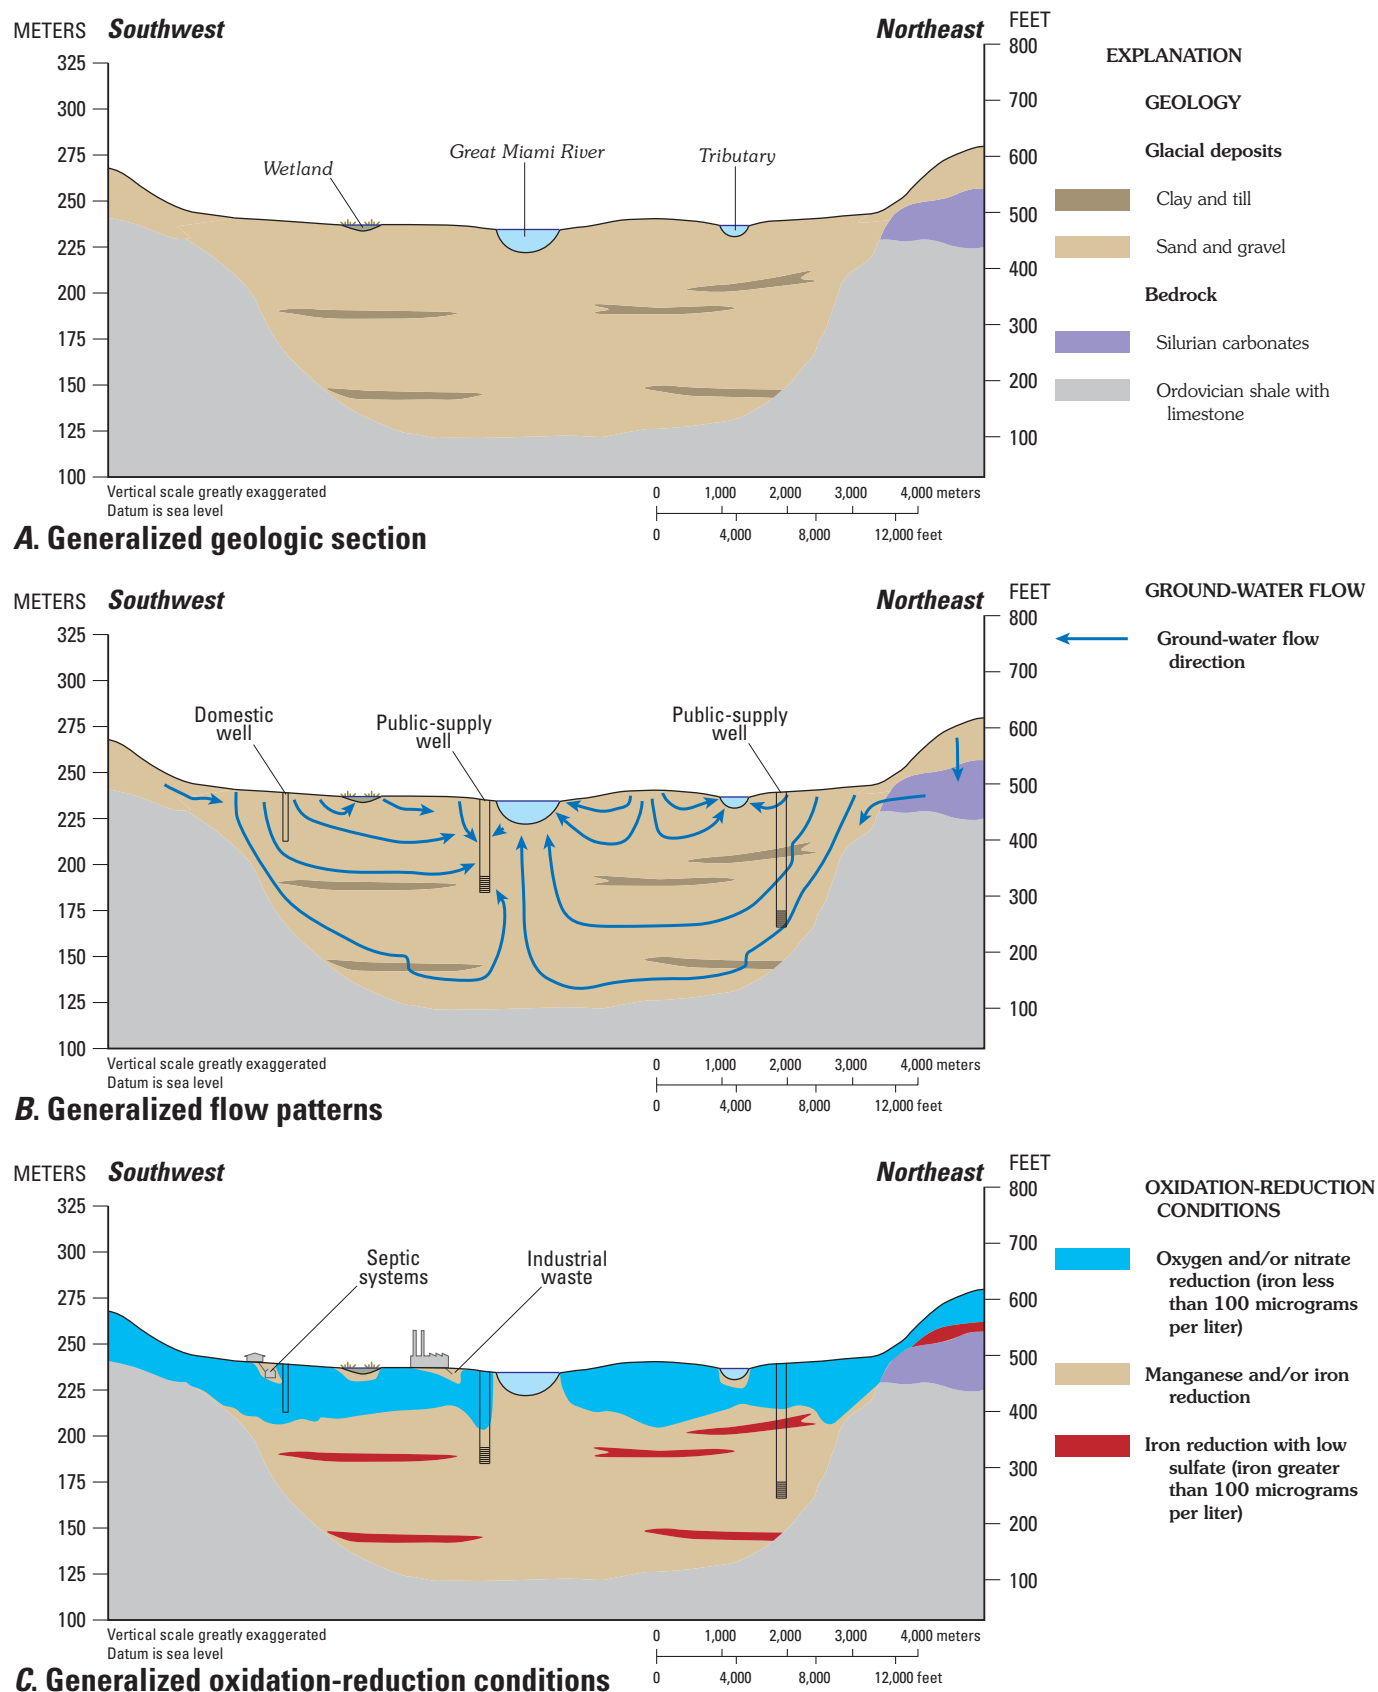 METERS Southwest Northeast FEET
325
300
275
250
225
200
175
150
125
100
Wetland
Great Miami River
Tributary
800
700
600
500
400
300
200
100
EXPLANATION
GEOLOGY
Glacial deposits
Clay and till
Sand and gravel
Bedrock
Silurian carbonates
Ordovician shale with
limestone
Vertical scale greatly exaggerated
Datum is sea level
0 1,000 2,000 3,000 4,000 meters
0 4,000 8,000 12,000 feet
A. Generalized geologic section
METERS Southwest Northeast FEET
325
300
275
250
225
200
175
150
125
100
Domestic
well
Public-supply
well
Public-supply
well
800
700
600
500
400
300
200
100
GROUND-WATER FLOW
Ground-water flow
direction
Vertical scale greatly exaggerated
Datum is sea level
0 1,000 2,000 3,000 4,000 meters
0 4,000 8,000 12,000 feet
B. Generalized flow patterns
METERS Southwest Northeast FEET
325
300
275
250
225
200
175
150
125
100
Septic
systems
Industrial
waste
800
700
600
500
400
300
200
100
OXIDATION-REDUCTION
CONDITIONS
Oxygen and/or nitrate
reduction (iron less
than 100 micrograms
per liter)
Manganese and/or iron
reduction
Iron reduction with low
sulfate (iron greater
than 100 micrograms
per liter)
Vertical scale greatly exaggerated
Datum is sea level
0 1,000 2,000 3,000 4,000 meters
0 4,000 8,000 12,000 feet
C. Generalized oxidation-reduction conditions